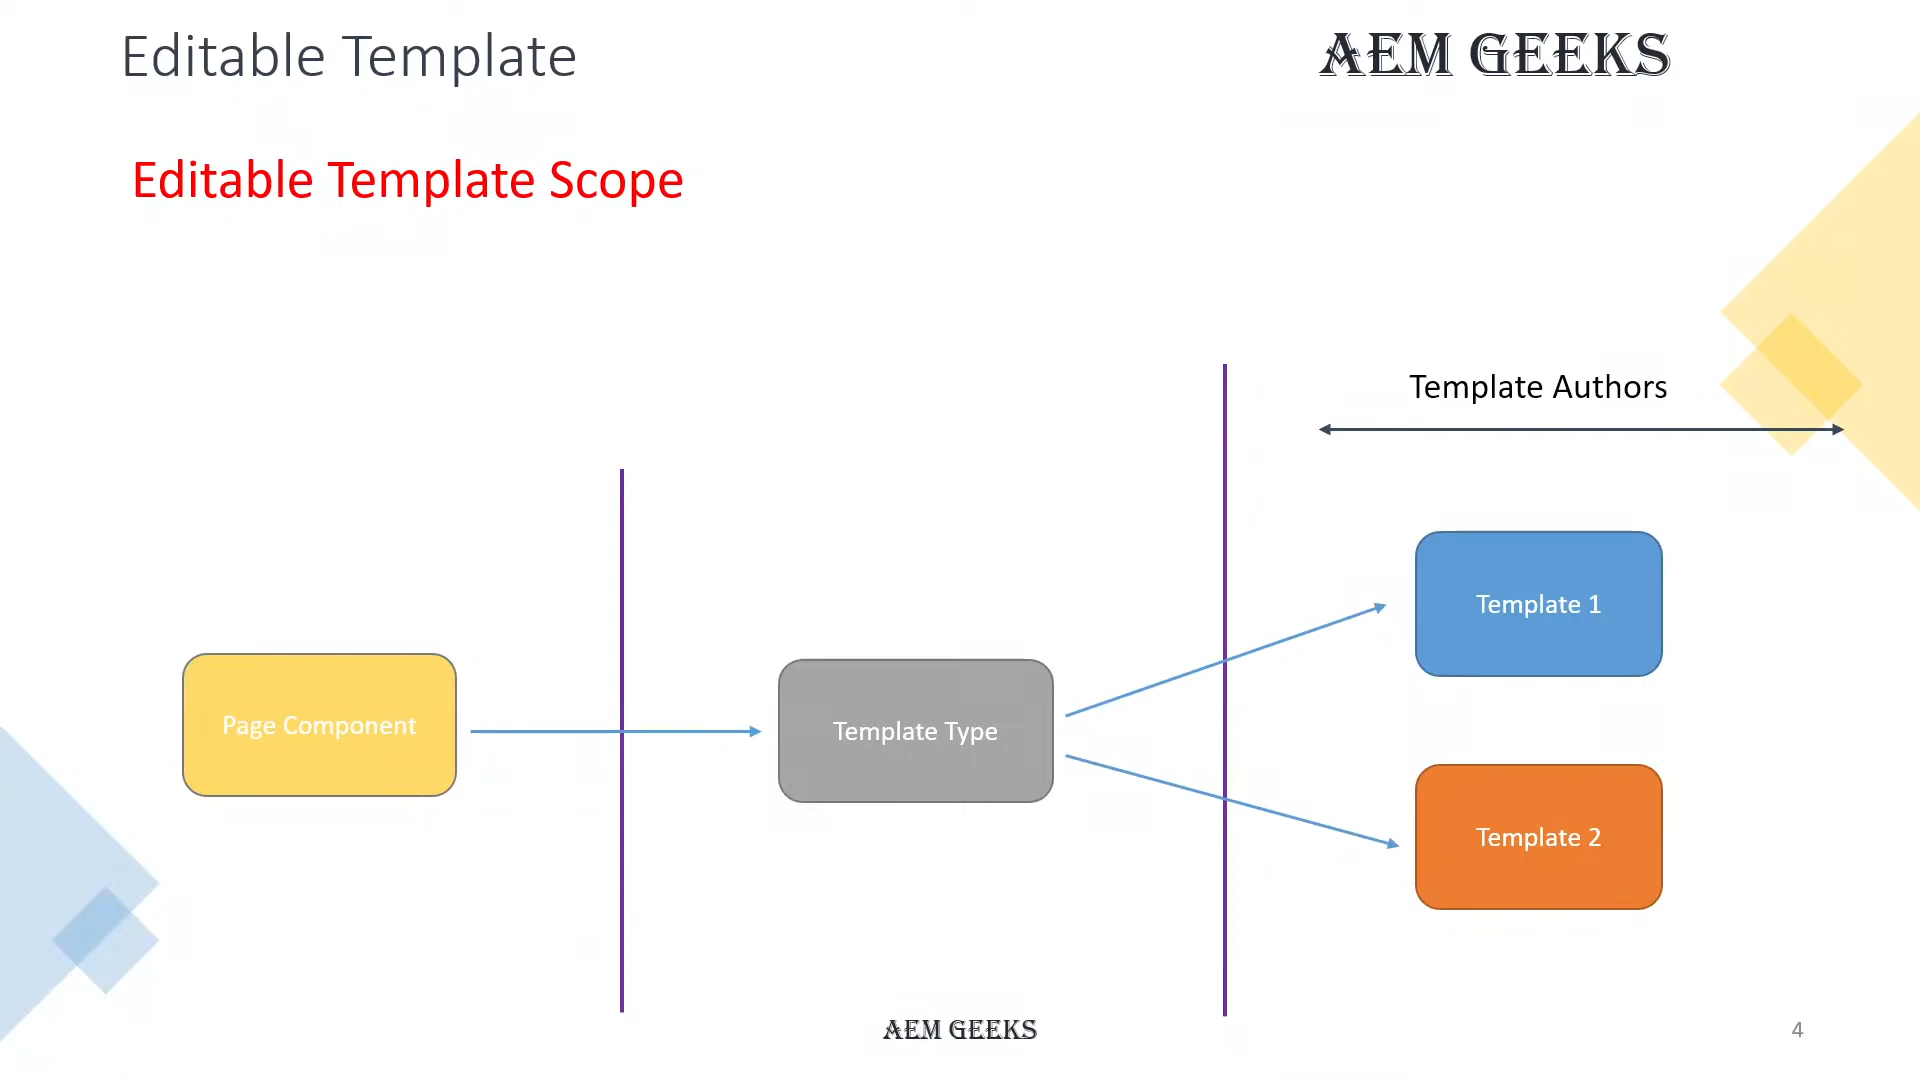 Editable Template
AEM GEEKS
Editable Template Scope
Template Authors
Page Component
Template Type
Template 1
Template 2
AEM GEEKS
4